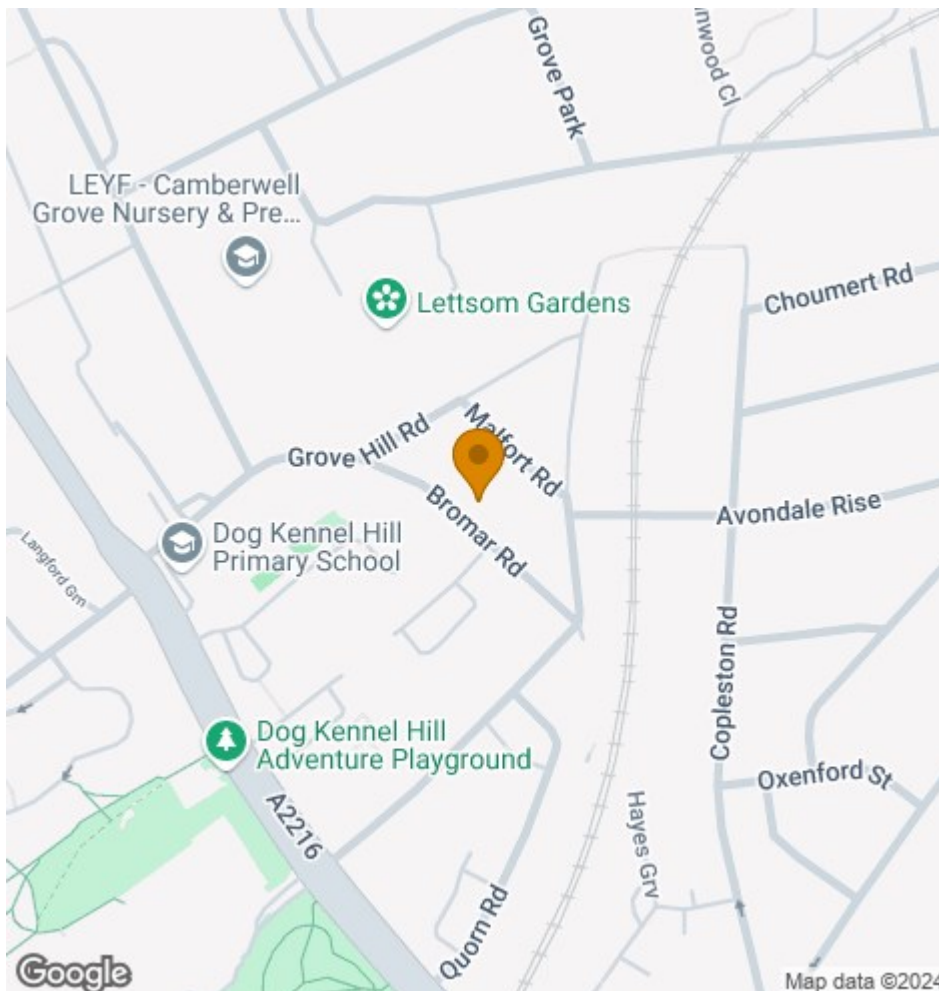 Grove Park
nnwood Cl
LEYF - Camberwell
Grove Nursery & Pre...
Lettsom Gardens
Choumert Rd
Grove Hill Rd
Malfort Rd
Bromar Rd
Avondale Rise
Dog Kennel Hill
Primary School
Langford Grn
Copleston Rd
Dog Kennel Hill
Adventure Playground
Oxenford St
A2216
Hayes Grv
Quorn Rd
Google
Map data ©2024